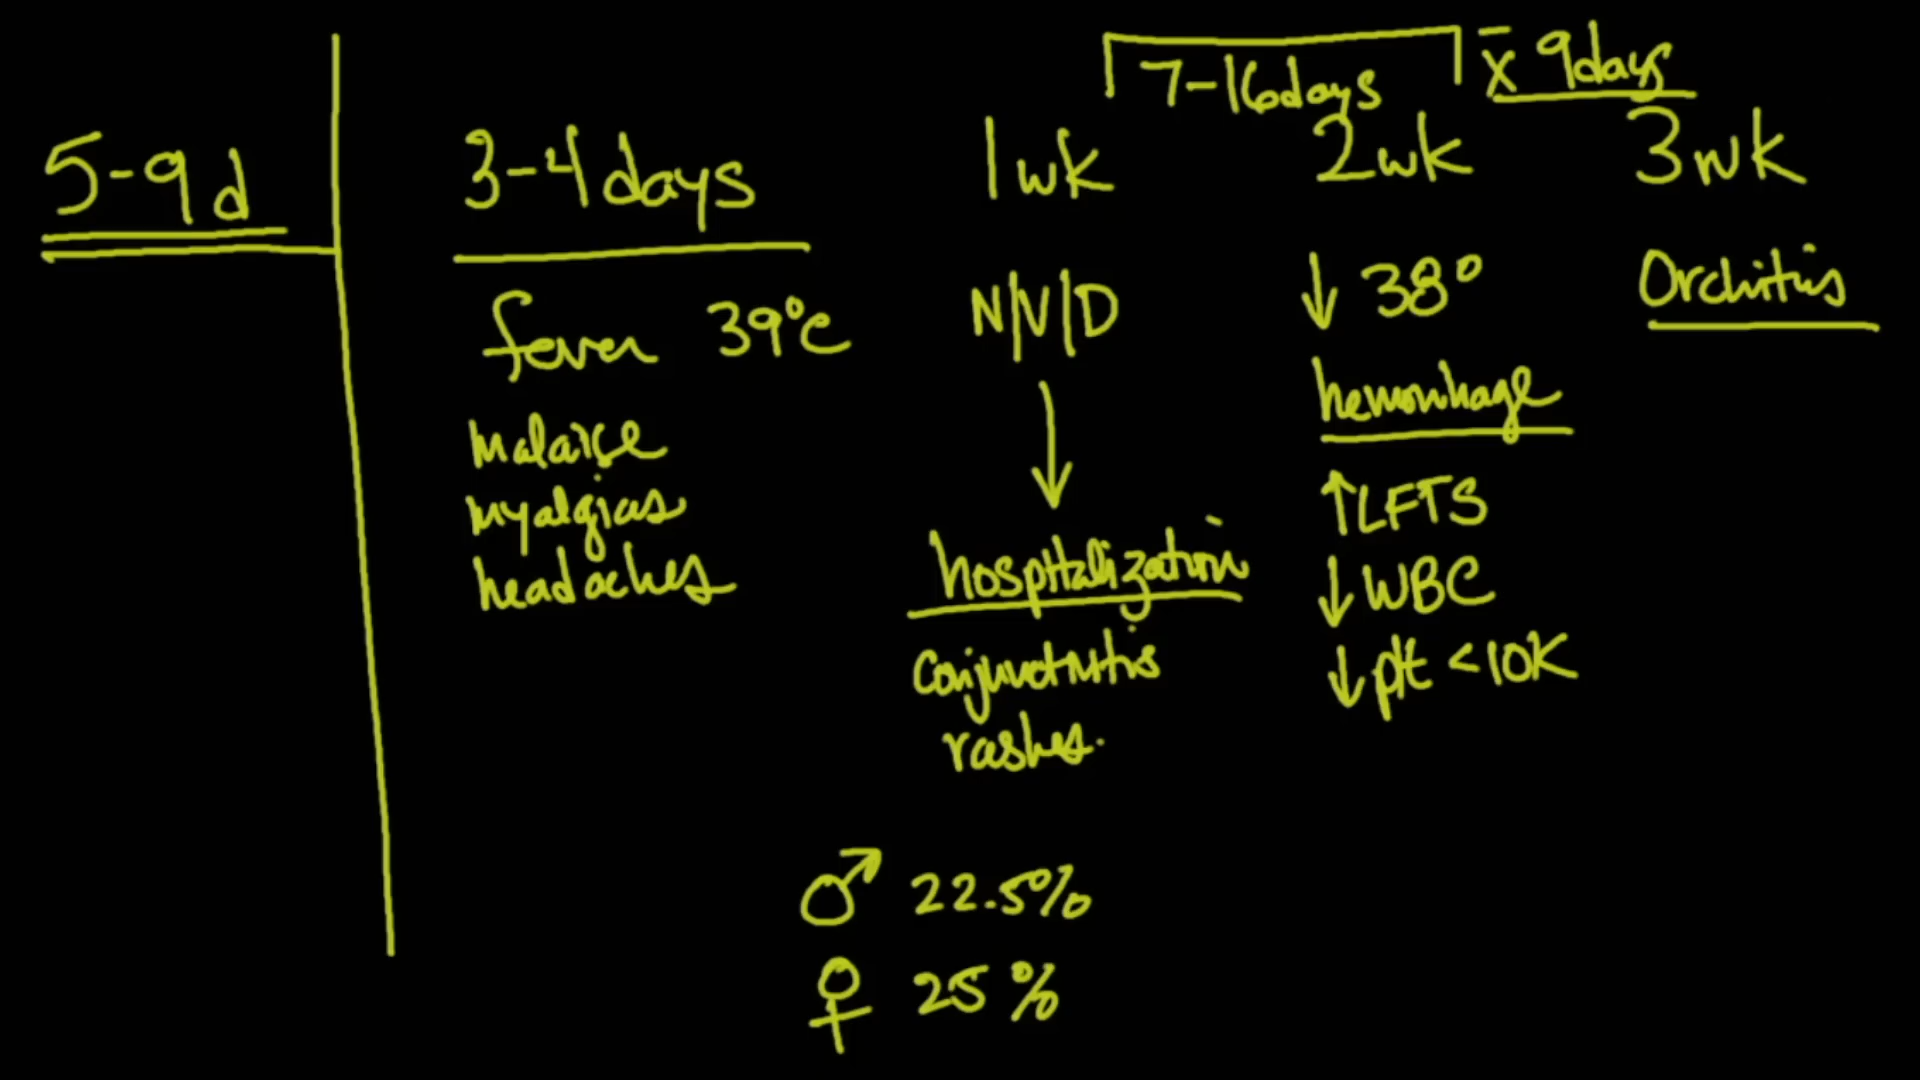 7-16days x̄ 9days
5-9d
3-4days
1wk
2wk
3wk
fever 39°C
malaise
myalgias
headaches
N/V/D
↓
hospitalization
conjunctivitis
rashes.
↓ 38°
hemorrhage
↑LFTS
↓WBC
↓plt <10K
Orchitis
♂ 22.5%
♀ 25%